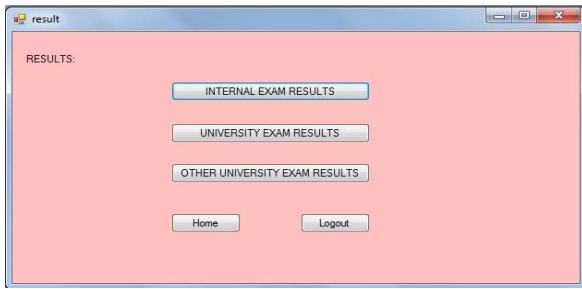 result
RESULTS:
INTERNAL EXAM RESULTS
UNIVERSITY EXAM RESULTS
OTHER UNIVERSITY EXAM RESULTS
Home Logout